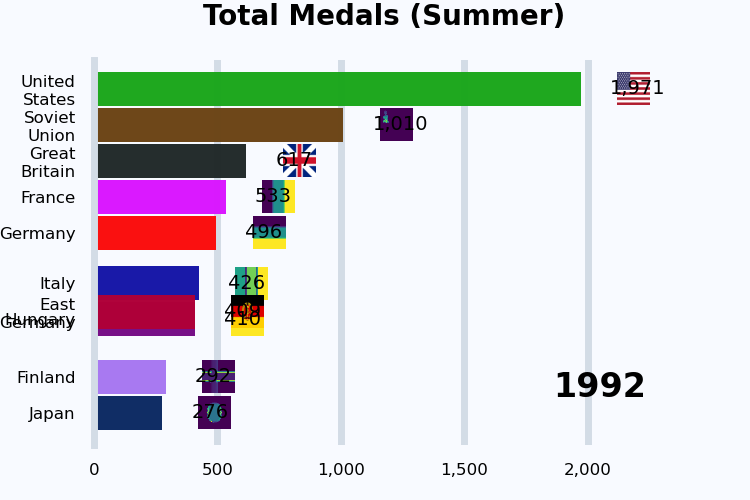 Total Medals (Summer)
United
States
1,971
Soviet
Union
1,010
Great
Britain
617
France
533
Germany
496
Italy
426
East
Germany
Hungary
410
Finland
292
1992
Japan
276
0
500
1,000
1,500
2,000